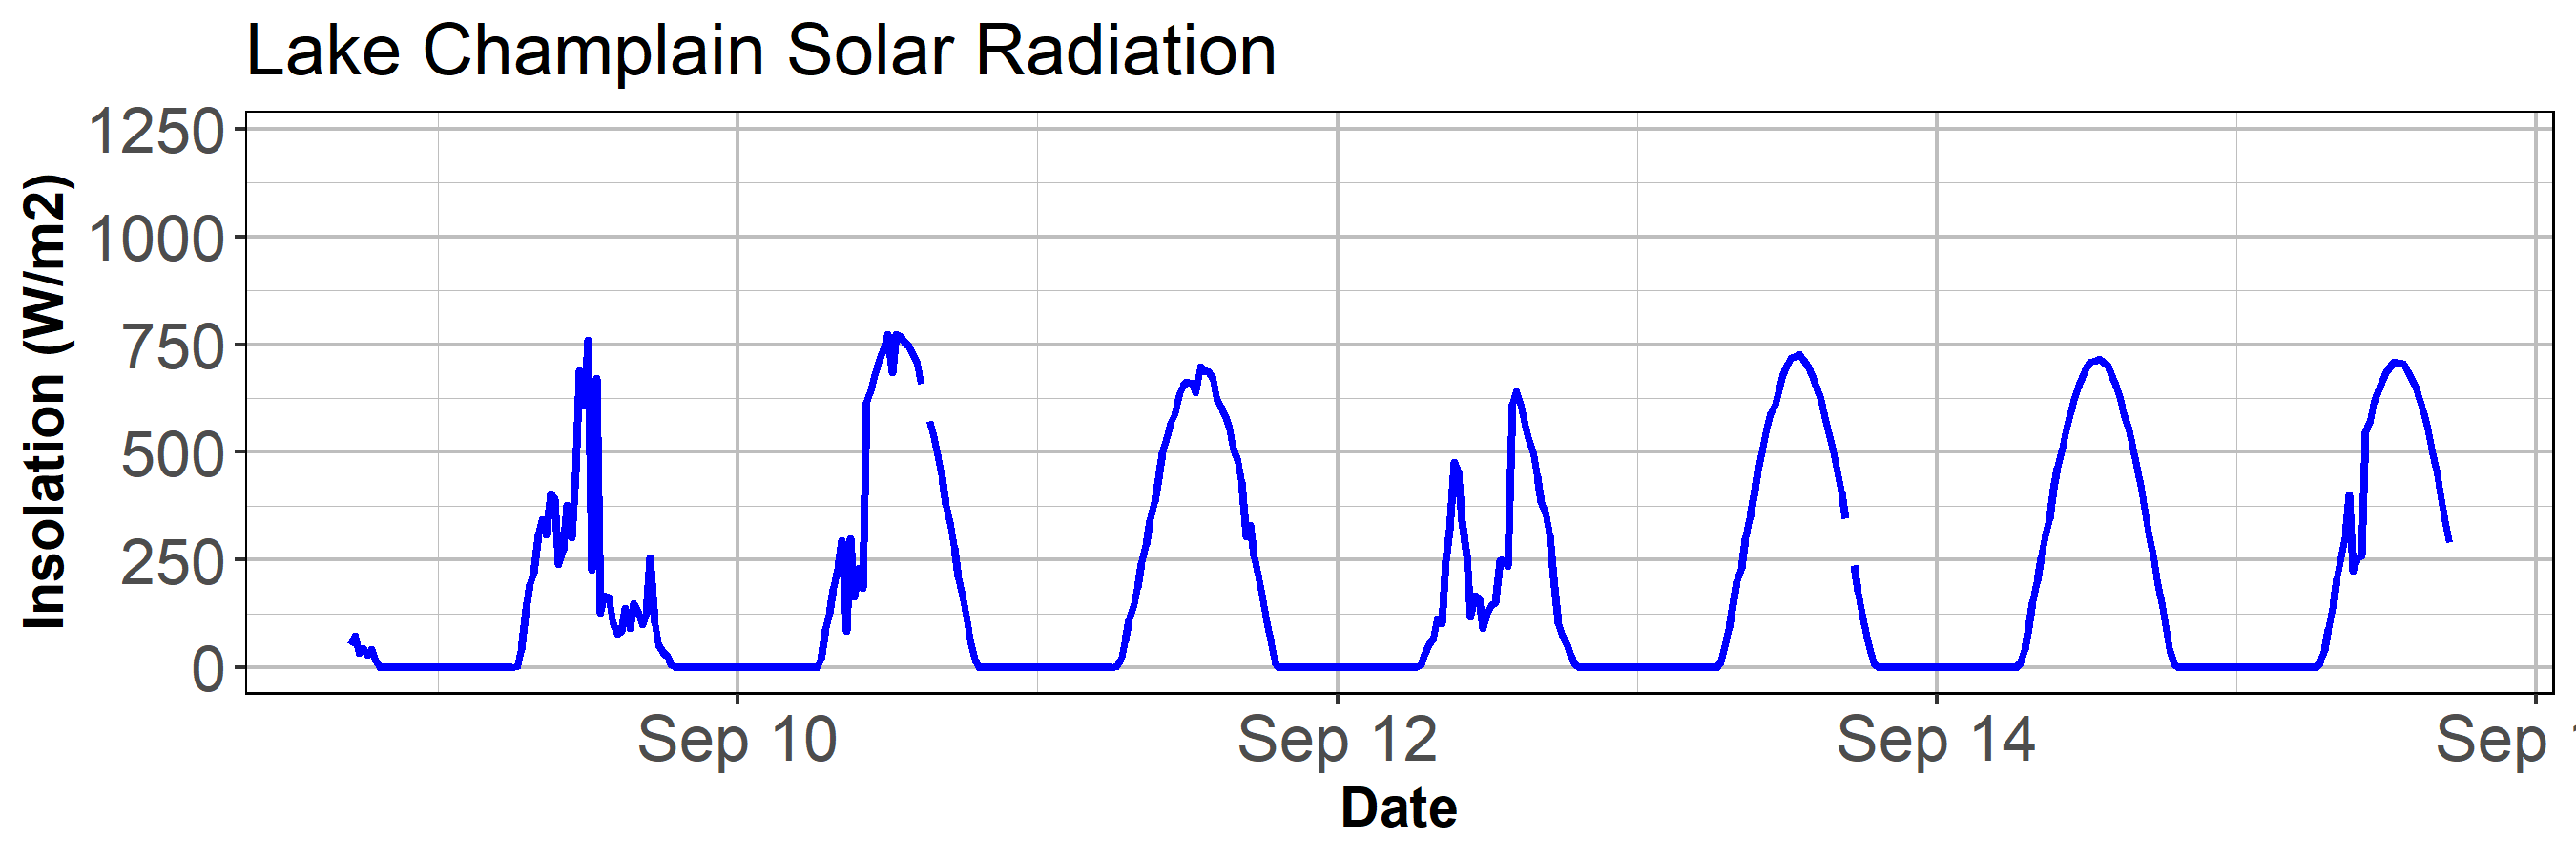 Lake Champlain Solar Radiation
1250
1000
750
500
250
0
Insolation (W/m2)
Sep 10
Sep 12
Sep 14
Sep
Date